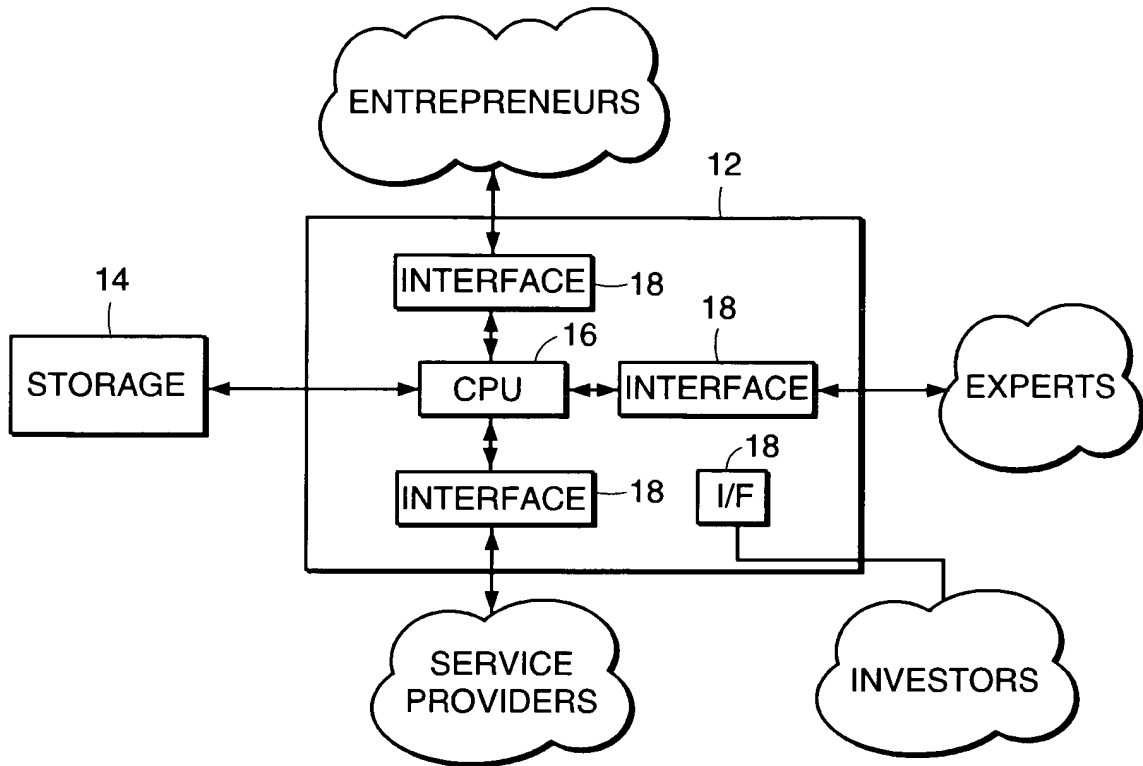 ENTREPRENEURS
12
INTERFACE
18
14
16
18
STORAGE
CPU
INTERFACE
EXPERTS
18
INTERFACE
18
I/F
SERVICE
PROVIDERS
INVESTORS